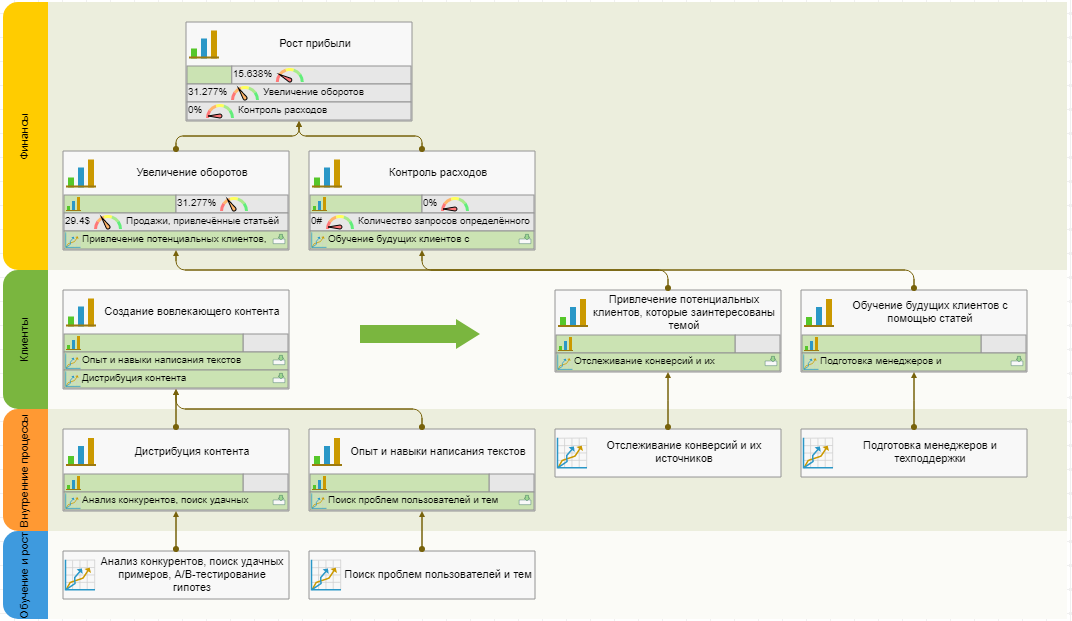 Финансы
Рост прибыли
15.638%
31.277% Увеличение оборотов
0% Контроль расходов
Увеличение оборотов
31.277%
29.4$ Продажи, привлечённые статьёй
Привлечение потенциальных клиентов,
Контроль расходов
0%
0# Количество запросов определённого
Обучение будущих клиентов с
Клиенты
Создание вовлекающего контента
Опыт и навыки написания текстов
Дистрибуция контента
Привлечение потенциальных
клиентов, которые заинтересованы
темой
Отслеживание конверсий и их
Обучение будущих клиентов с
помощью статей
Подготовка менеджеров и
Внутренние процессы
Дистрибуция контента
Анализ конкурентов, поиск удачных
Опыт и навыки написания текстов
Поиск проблем пользователей и тем
Отслеживание конверсий и их
источников
Подготовка менеджеров и
техподдержки
Обучение и рост
Анализ конкурентов, поиск удачных
примеров, A/B-тестирование
гипотез
Поиск проблем пользователей и тем